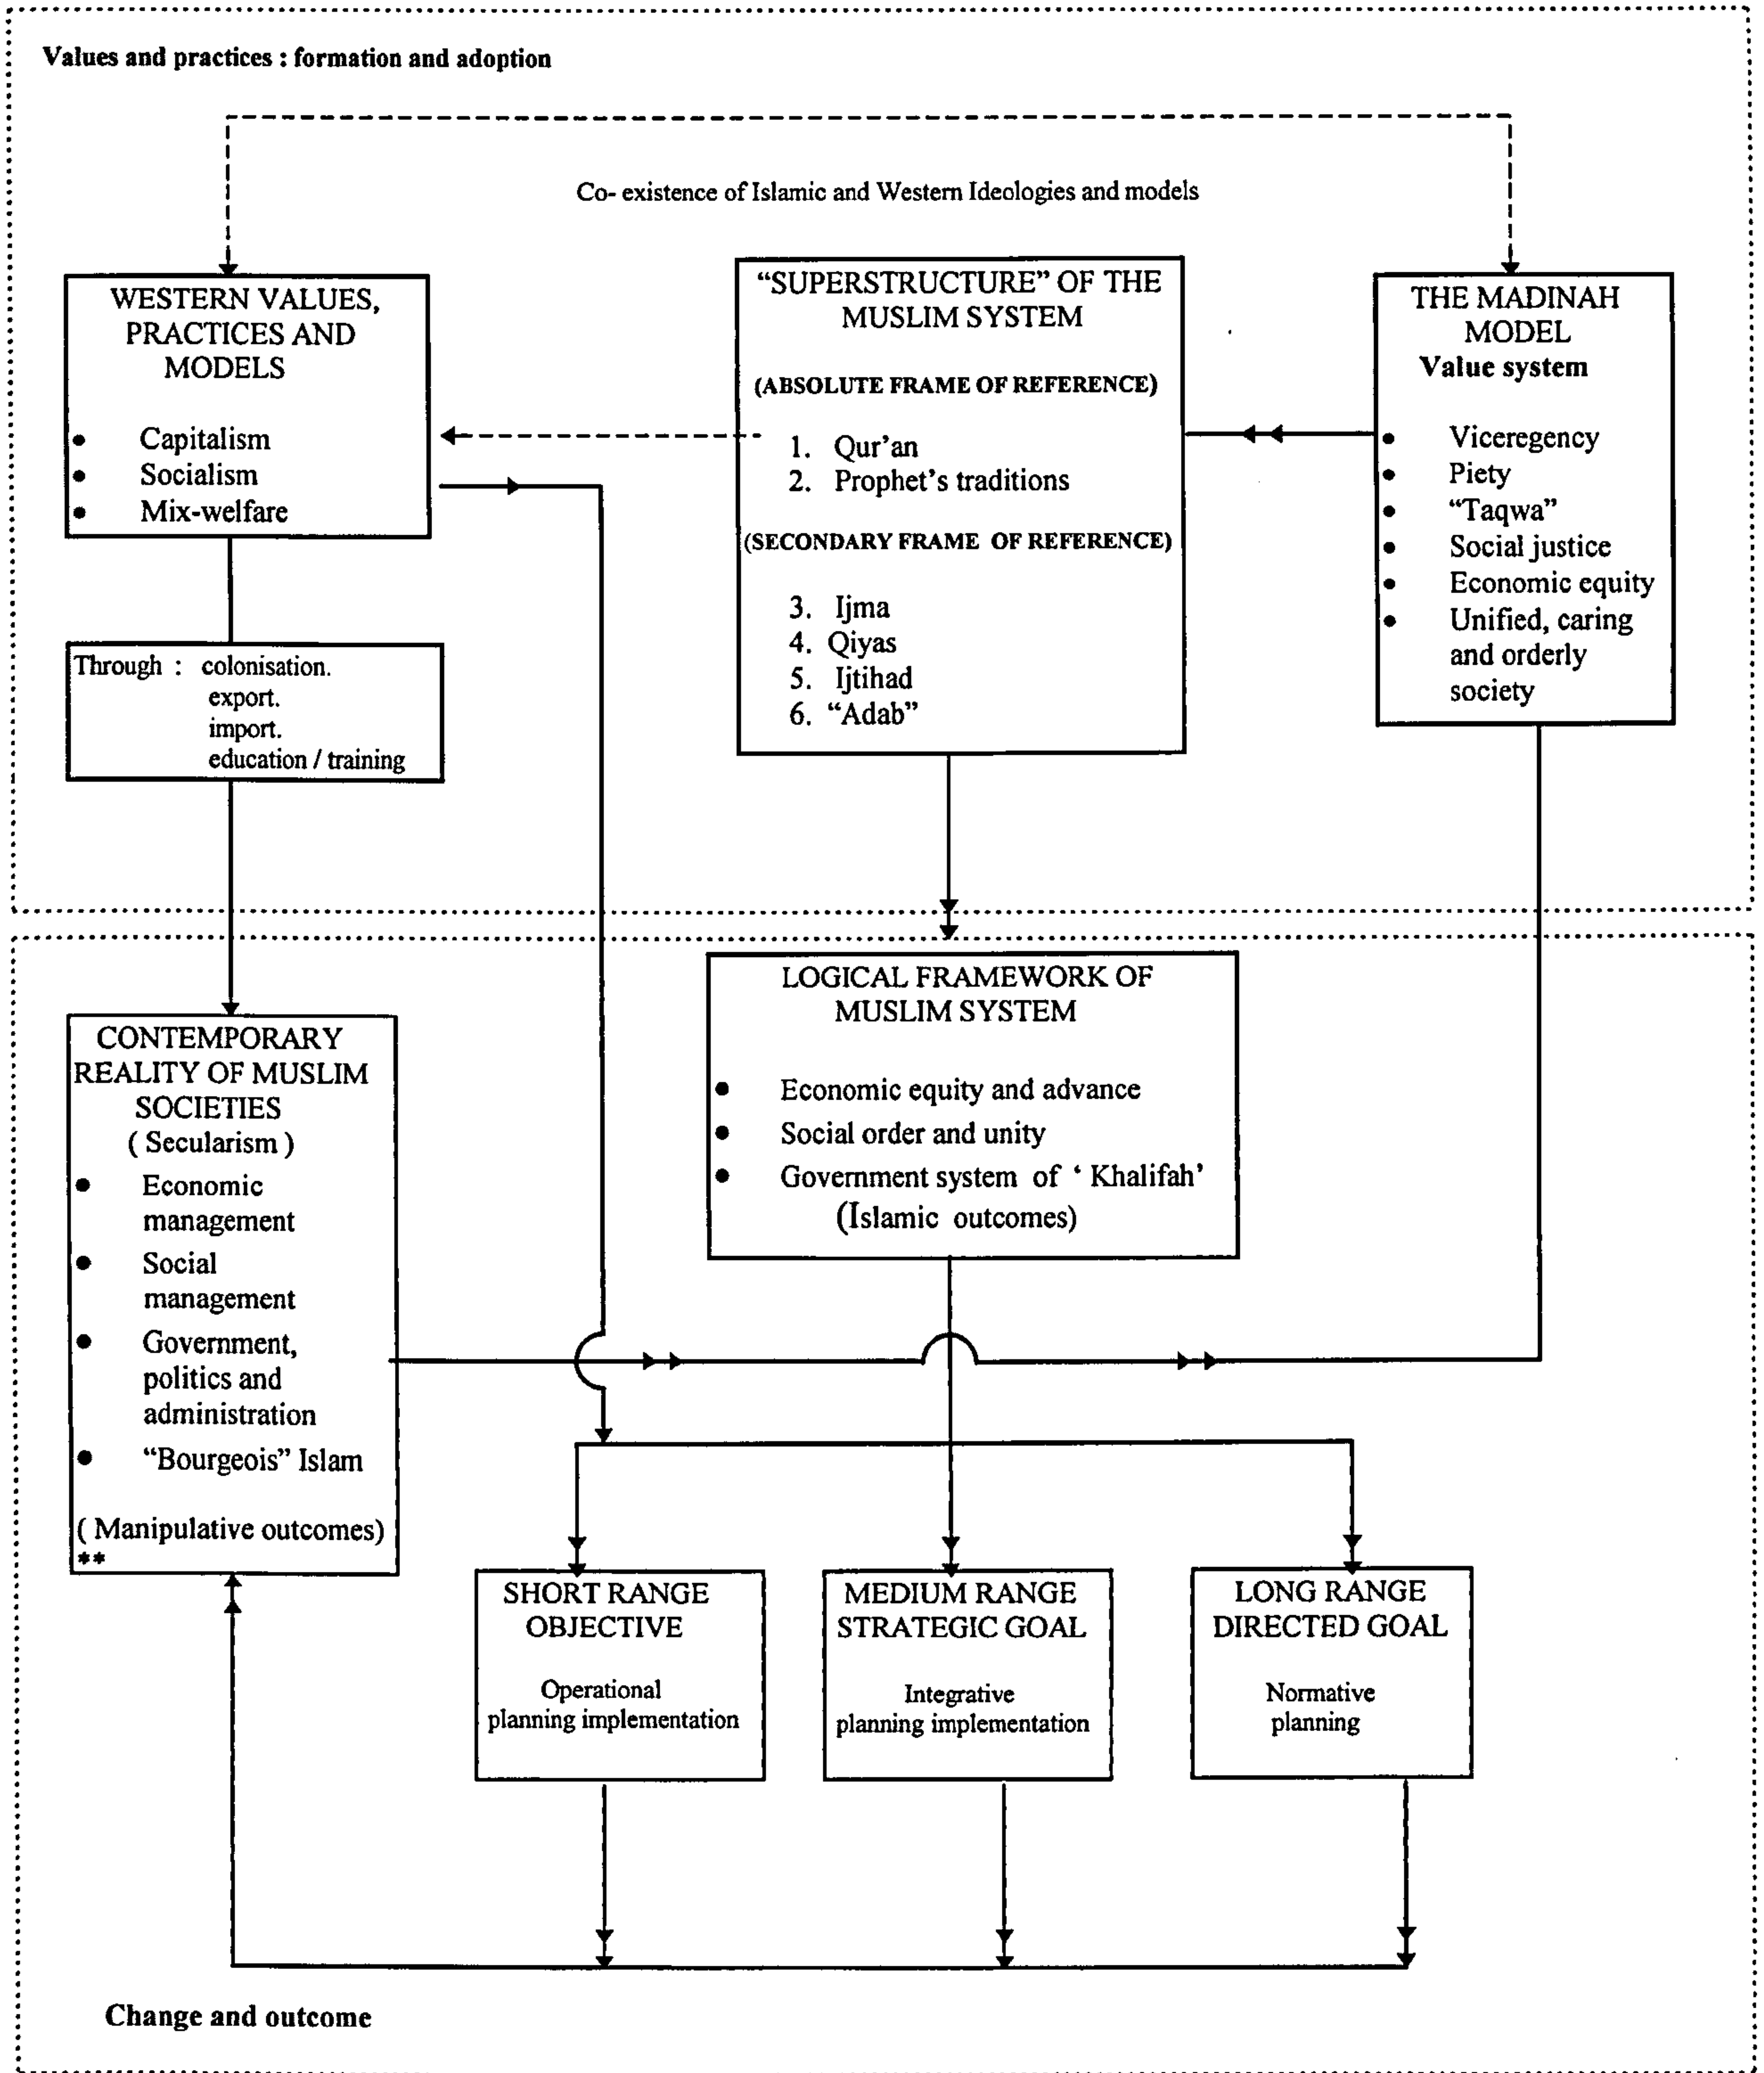 Values and practices : formation and adoption
Co- existence of Islamic and Western Ideologies and models
WESTERN VALUES,
PRACTICES AND
MODELS
• Capitalism
• Socialism
• Mix-welfare
Through : colonisation.
export.
import.
education / training
“SUPERSTRUCTURE” OF THE
MUSLIM SYSTEM
(ABSOLUTE FRAME OF REFERENCE)
1. Qur’an
2. Prophet’s traditions
(SECONDARY FRAME OF REFERENCE)
3. Ijma
4. Qiyas
5. Ijtihad
6. “Adab”
THE MADINAH
MODEL
Value system
• Viceregency
• Piety
• “Taqwa”
• Social justice
• Economic equity
• Unified, caring
and orderly
society
CONTEMPORARY
REALITY OF MUSLIM
SOCIETIES
( Secularism )
• Economic
management
• Social
management
• Government,
politics and
administration
• “Bourgeois” Islam
( Manipulative outcomes)
**
LOGICAL FRAMEWORK OF
MUSLIM SYSTEM
• Economic equity and advance
• Social order and unity
• Government system of ‘ Khalifah’
(Islamic outcomes)
SHORT RANGE
OBJECTIVE
Operational
planning implementation
MEDIUM RANGE
STRATEGIC GOAL
Integrative
planning implementation
LONG RANGE
DIRECTED GOAL
Normative
planning
Change and outcome